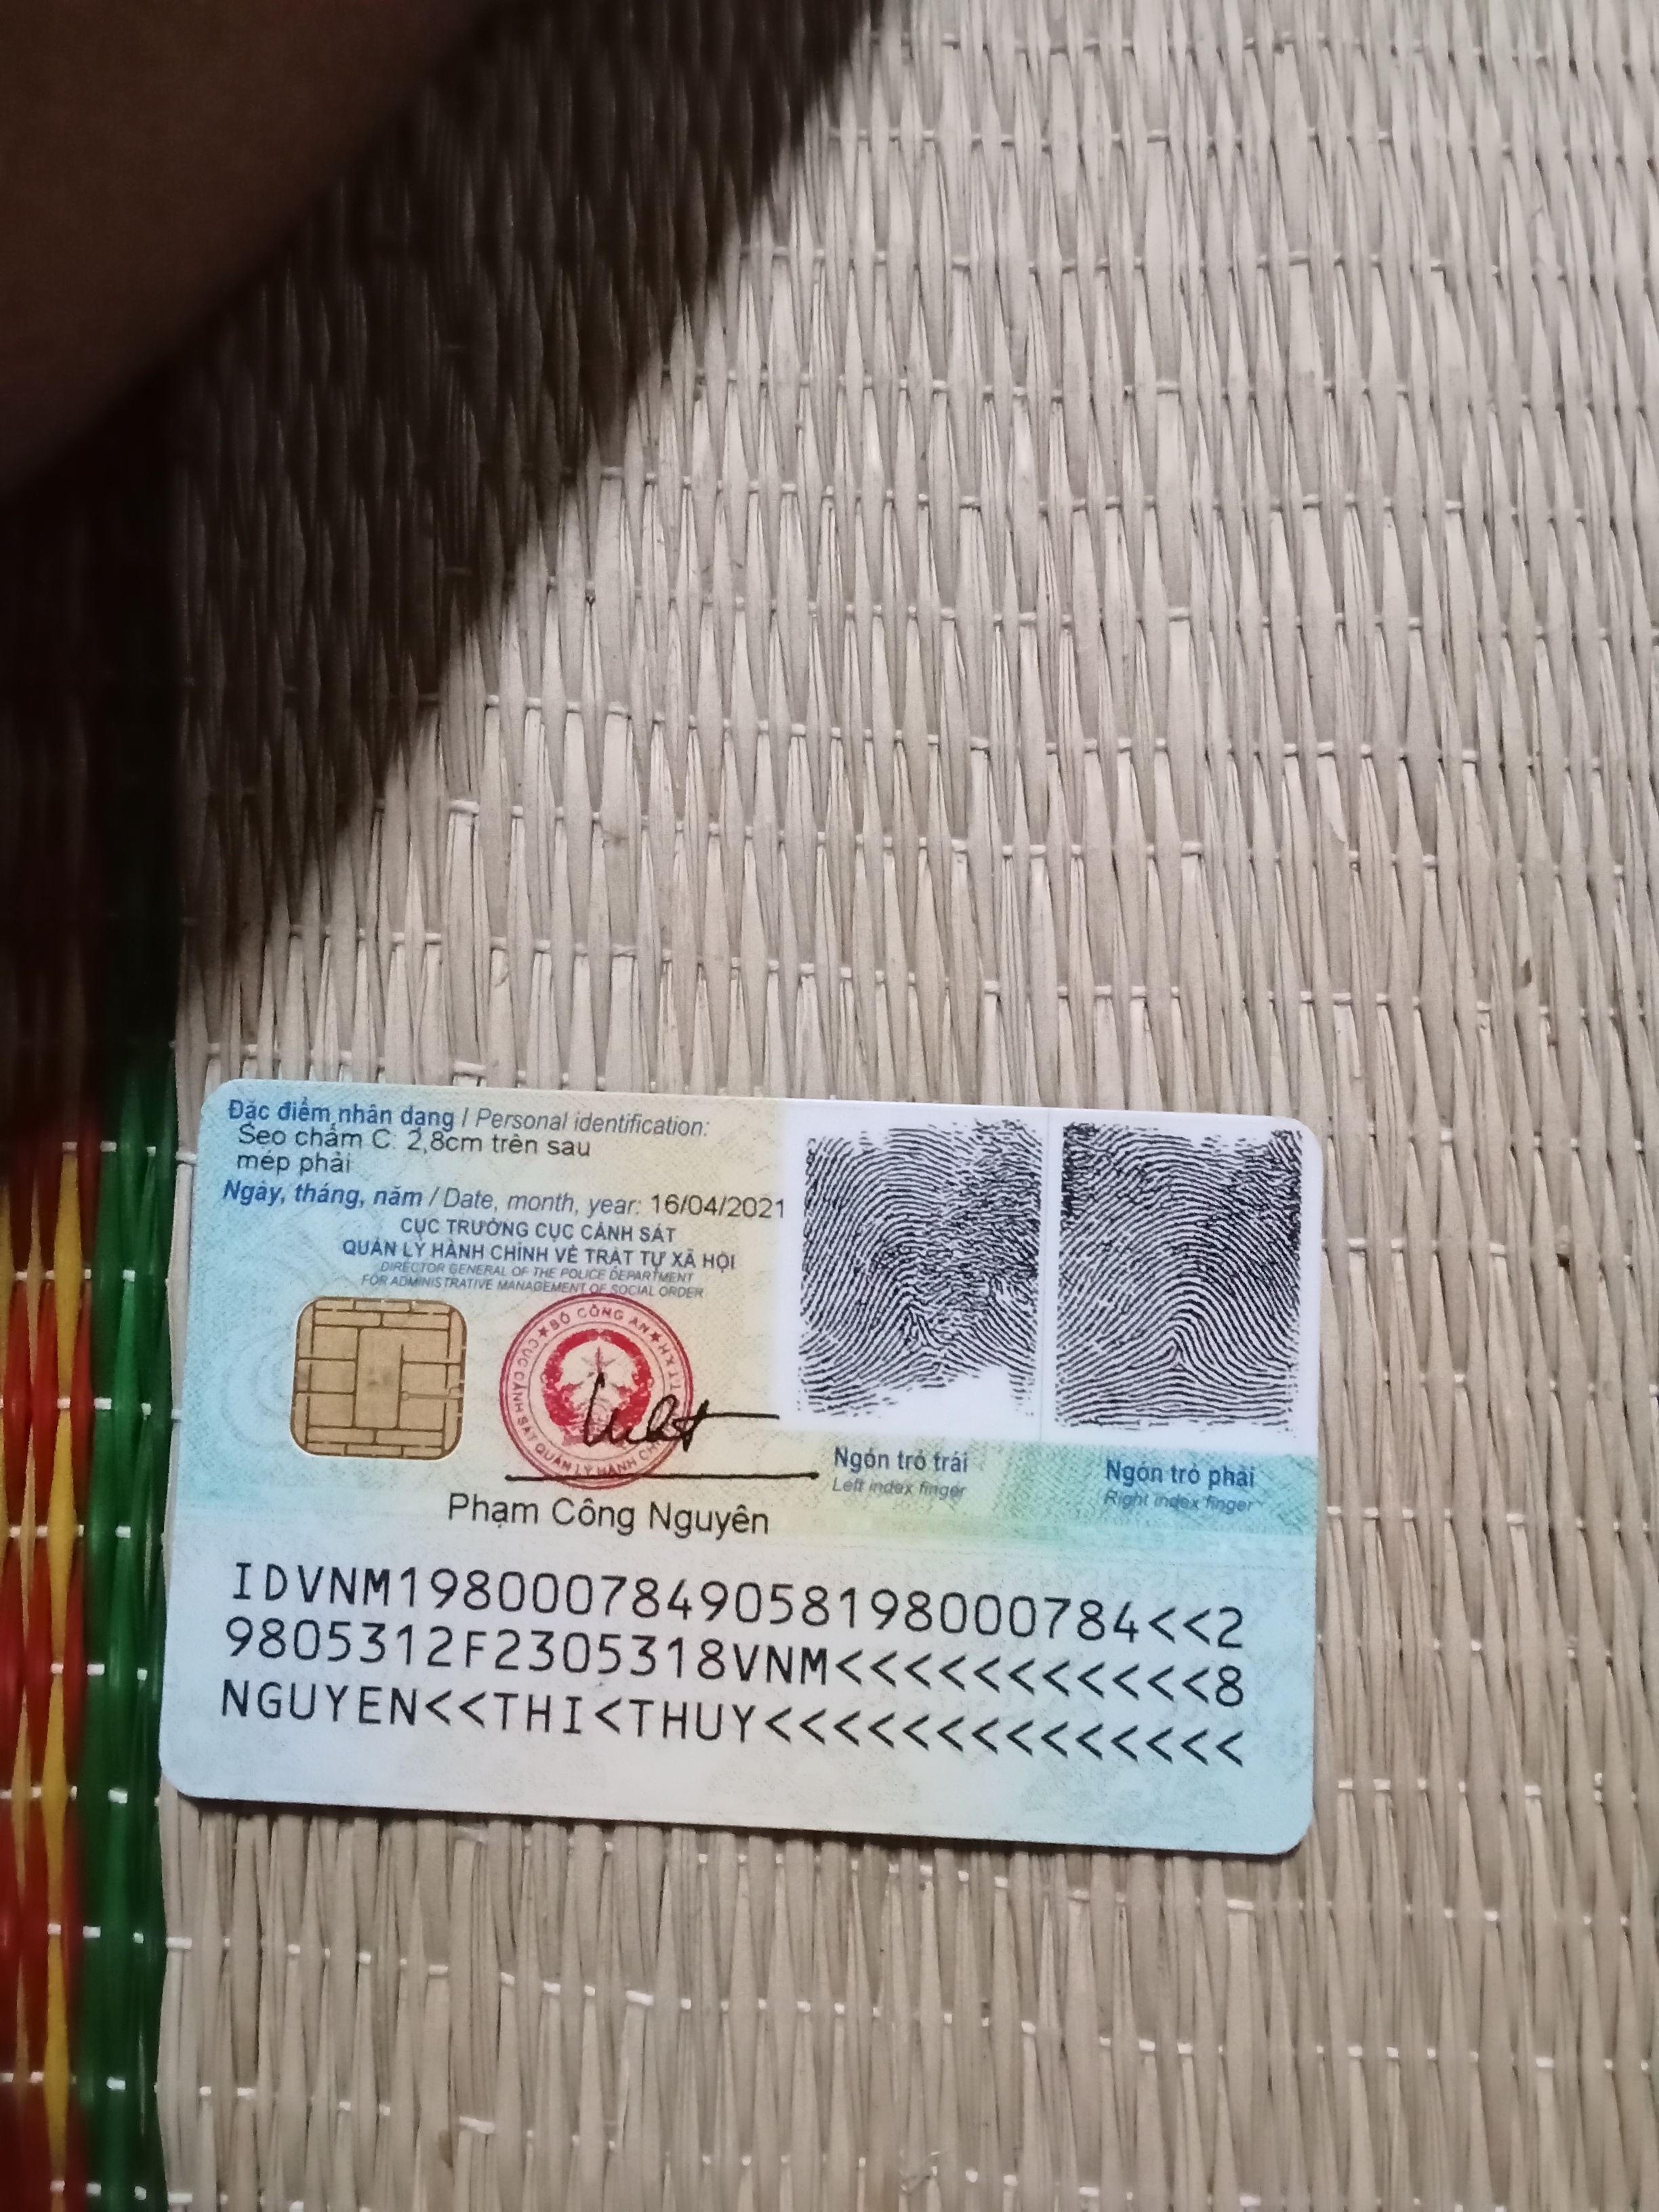 Đặc điểm nhân dạng / Personal identification:
Sẹo chấm C: 2,8cm trên sau
mép phải
Ngày, tháng, năm / Date, month, year: 16/04/2021
CỤC TRƯỞNG CỤC CẢNH SÁT
QUẢN LÝ HÀNH CHÍNH VỀ TRẬT TỰ XÃ HỘI
DIRECTOR GENERAL OF THE POLICE DEPARTMENT
FOR ADMINISTRATIVE MANAGEMENT OF SOCIAL ORDER
BỘ CÔNG AN
CỤC CẢNH SÁT QUẢN LÝ HÀNH
Ngón trỏ trái
Left index finger
Ngón trỏ phải
Right index finger
Phạm Công Nguyên
IDVNM1980007849058198000784<<2
9805312F2305318VNM<<<<<<<<<<<8
NGUYEN<<THI<THUY<<<<<<<<<<<<<<